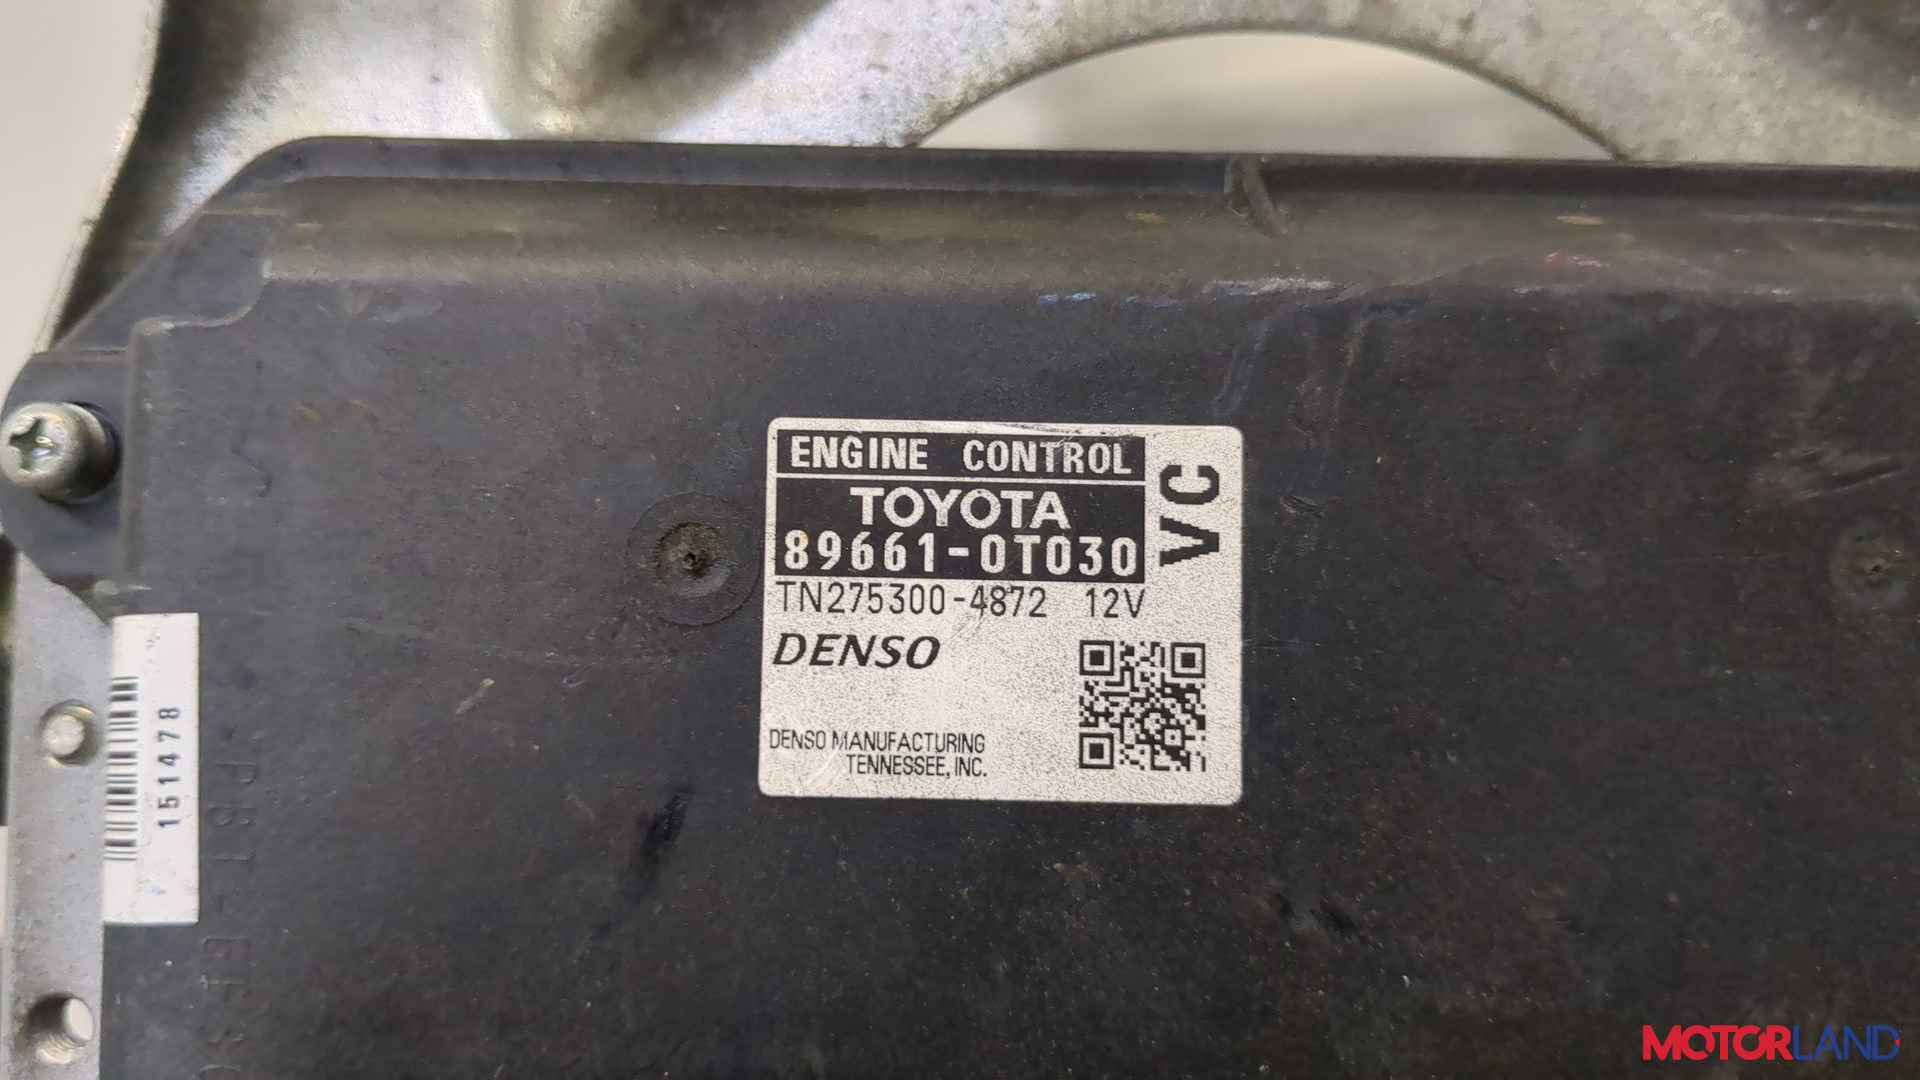 ENGINE CONTROL
TOYOTA
89661-0T030
VC
TN275300-4872 12V
DENSO
DENSO MANUFACTURING
TENNESSEE, INC.
151478
MOTORLAND